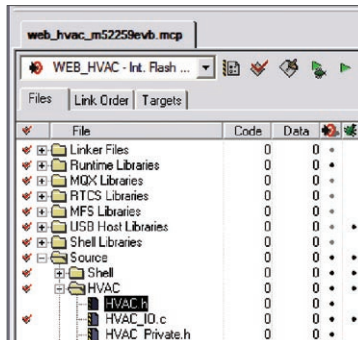 web_hvac_m52259evb.mcp
WEB_HVAC - Int. Flash ...
Files Link Order Targets
File Code Data
Linker Files 0 0
Runtime Libraries 0 0
MQX Libraries 0 0
RTCS Libraries 0 0
MFS Libraries 0 0
USB Host Libraries 0 0
Shell Libraries 0 0
Source 0 0
Shell 0 0
HVAC 0 0
HVAC.h 0 0
HVAC_IO.c 0 0
HVAC_Private.h 0 0